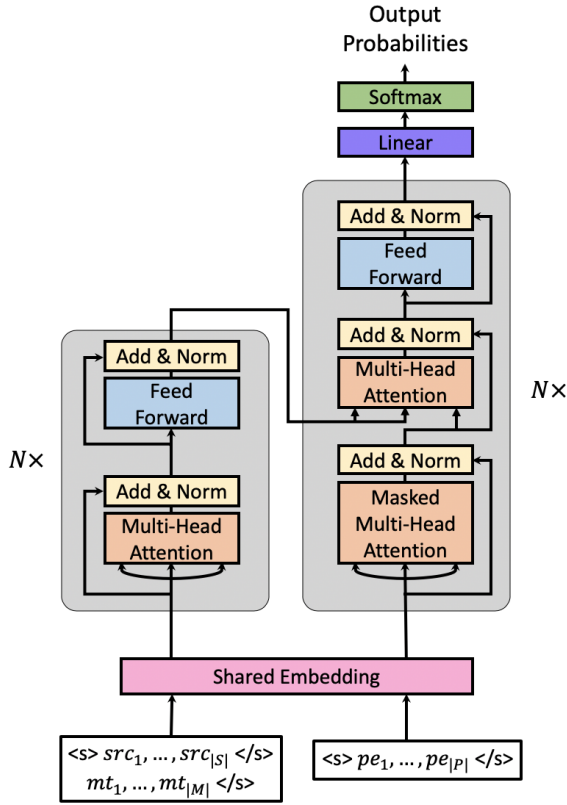 Output
Probabilities
Softmax
Linear
Add & Norm
Feed
Forward
Add & Norm
Multi-Head
Attention
N×
Add & Norm
Masked
Multi-Head
Attention
Add & Norm
Feed
Forward
N×
Add & Norm
Multi-Head
Attention
Shared Embedding
<s> src₁, ... , src|S| </s>
mt₁, ... , mt|M| </s>
<s> pe₁, ... , pe|P| </s>